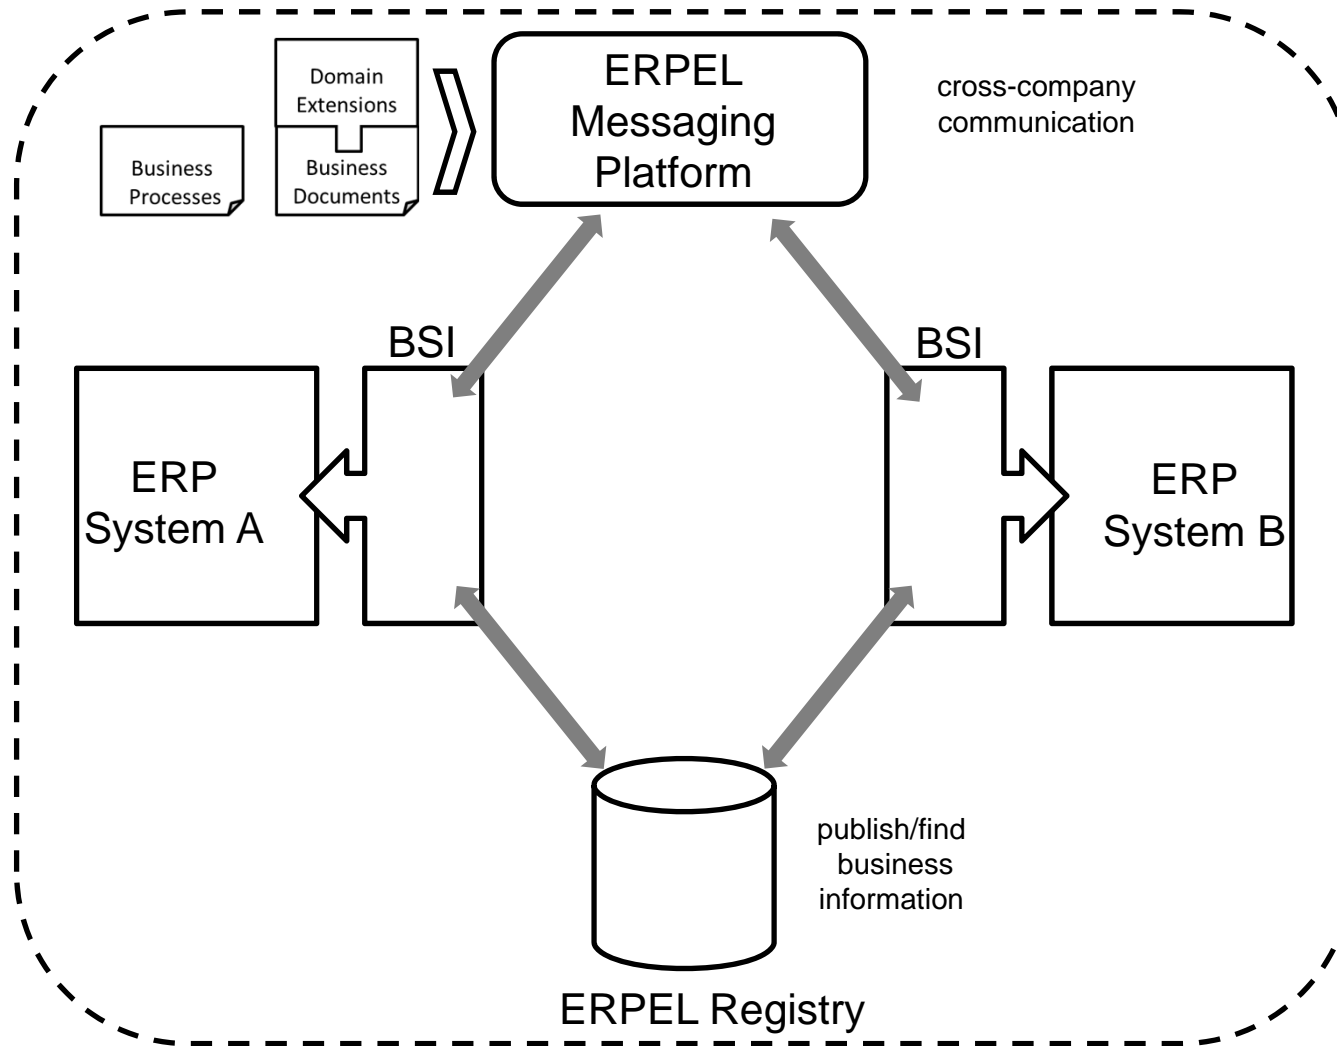 Domain
Extensions
Business
Processes
Business
Documents
ERPEL
Messaging
Platform
cross-company
communication
BSI
BSI
ERP
System A
ERP
System B
publish/find
business
information
ERPEL Registry